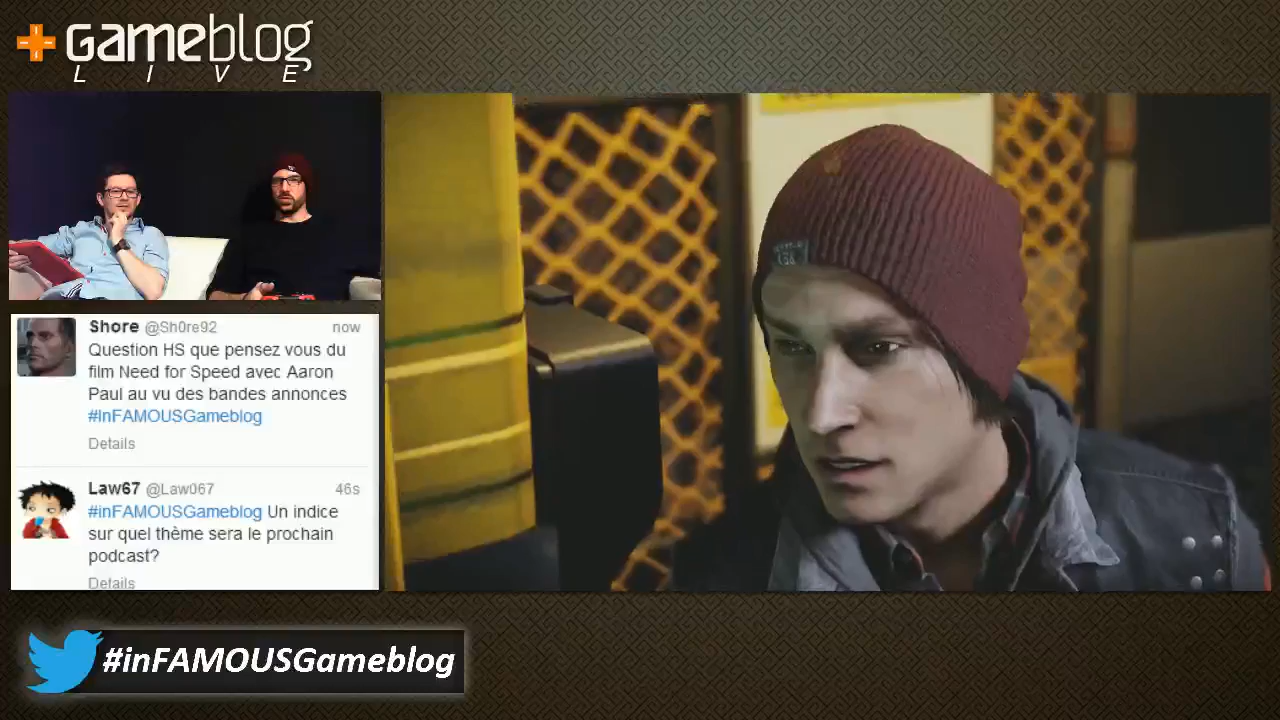 gameblog
LIVE
Shore @Sh0re92 now
Question HS que pensez vous du
film Need for Speed avec Aaron
Paul au vu des bandes annonces
#InFAMOUSGameblog
Details
Law67 @Law067 46s
#inFAMOUSGameblog Un indice
sur quel thème sera le prochain
podcast?
Details
#inFAMOUSGameblog